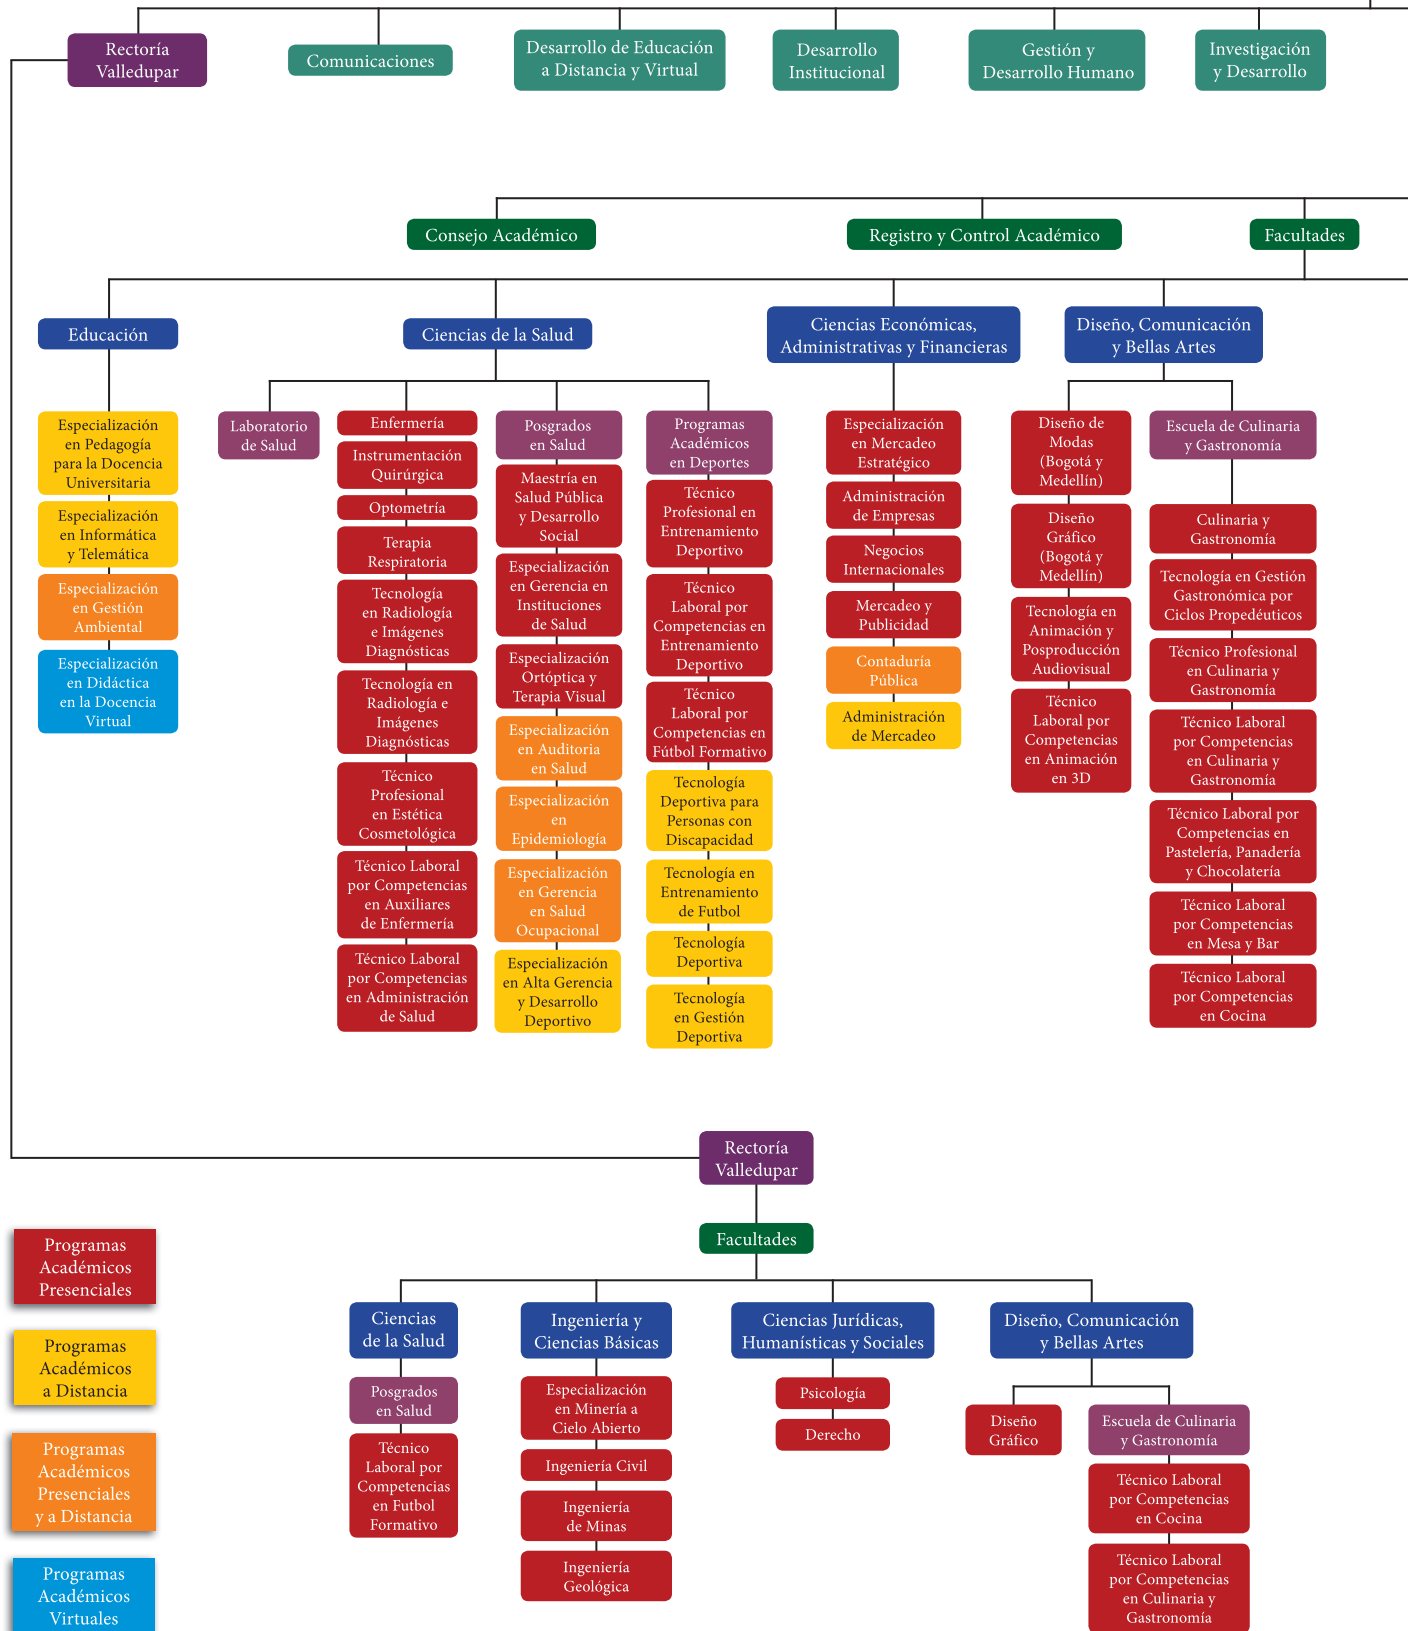 Rectoría
Valledupar
Comunicaciones
Desarrollo de Educación
a Distancia y Virtual
Desarrollo
Institucional
Gestión y
Desarrollo Humano
Investigación
y Desarrollo
Consejo Académico
Registro y Control Académico
Facultades
Educación
Ciencias de la Salud
Ciencias Económicas,
Administrativas y Financieras
Diseño, Comunicación
y Bellas Artes
Especialización
en Pedagogía
para la Docencia
Universitaria
Especialización
en Informática
y Telemática
Especialización
en Gestión
Ambiental
Especialización
en Didáctica
en la Docencia
Virtual
Laboratorio
de Salud
Enfermería
Instrumentación
Quirúrgica
Optometría
Terapia
Respiratoria
Tecnología
en Radiología
e Imágenes
Diagnósticas
Tecnología en
Radiología e
Imágenes
Diagnósticas
Técnico
Profesional
en Estética
Cosmetológica
Técnico Laboral
por Competencias
en Auxiliares
de Enfermería
Técnico Laboral
por Competencias
en Administración
de Salud
Posgrados
en Salud
Maestría en
Salud Pública
y Desarrollo
Social
Especialización
en Gerencia en
Instituciones
de Salud
Especialización
Ortóptica y
Terapia Visual
Especialización
en Auditoria
en Salud
Especialización
en
Epidemiología
Especialización
en Gerencia
en Salud
Ocupacional
Especialización
en Alta Gerencia
y Desarrollo
Deportivo
Programas
Académicos
en Deportes
Técnico
Profesional en
Entrenamiento
Deportivo
Técnico
Laboral por
Competencias en
Entrenamiento
Deportivo
Técnico
Laboral por
Competencias en
Fútbol Formativo
Tecnología
Deportiva para
Personas con
Discapacidad
Tecnología en
Entrenamiento
de Futbol
Tecnología
Deportiva
Tecnología
en Gestión
Deportiva
Especialización
en Mercadeo
Estratégico
Administración
de Empresas
Negocios
Internacionales
Mercadeo y
Publicidad
Contaduría
Pública
Administración
de Mercadeo
Diseño de
Modas
(Bogotá y
Medellín)
Diseño
Gráfico
(Bogotá y
Medellín)
Tecnología en
Animación y
Posproducción
Audiovisual
Técnico
Laboral por
Competencias
en Animación
en 3D
Escuela de Culinaria
y Gastronomía
Culinaria y
Gastronomía
Tecnología en Gestión
Gastronómica por
Ciclos Propedéuticos
Técnico Profesional
en Culinaria y
Gastronomía
Técnico Laboral
por Competencias
en Culinaria y
Gastronomía
Técnico Laboral por
Competencias en
Pastelería, Panadería
y Chocolatería
Técnico Laboral
por Competencias
en Mesa y Bar
Técnico Laboral
por Competencias
en Cocina
Rectoría
Valledupar
Facultades
Ciencias
de la Salud
Ingeniería y
Ciencias Básicas
Ciencias Jurídicas,
Humanísticas y Sociales
Diseño, Comunicación
y Bellas Artes
Posgrados
en Salud
Técnico
Laboral por
Competencias
en Futbol
Formativo
Especialización
en Minería a
Cielo Abierto
Ingeniería Civil
Ingeniería
de Minas
Ingeniería
Geológica
Psicología
Derecho
Diseño
Gráfico
Escuela de Culinaria
y Gastronomía
Técnico Laboral
por Competencias
en Cocina
Técnico Laboral
por Competencias
en Culinaria y
Gastronomía
Programas
Académicos
Presenciales
Programas
Académicos
a Distancia
Programas
Académicos
Presenciales
y a Distancia
Programas
Académicos
Virtuales